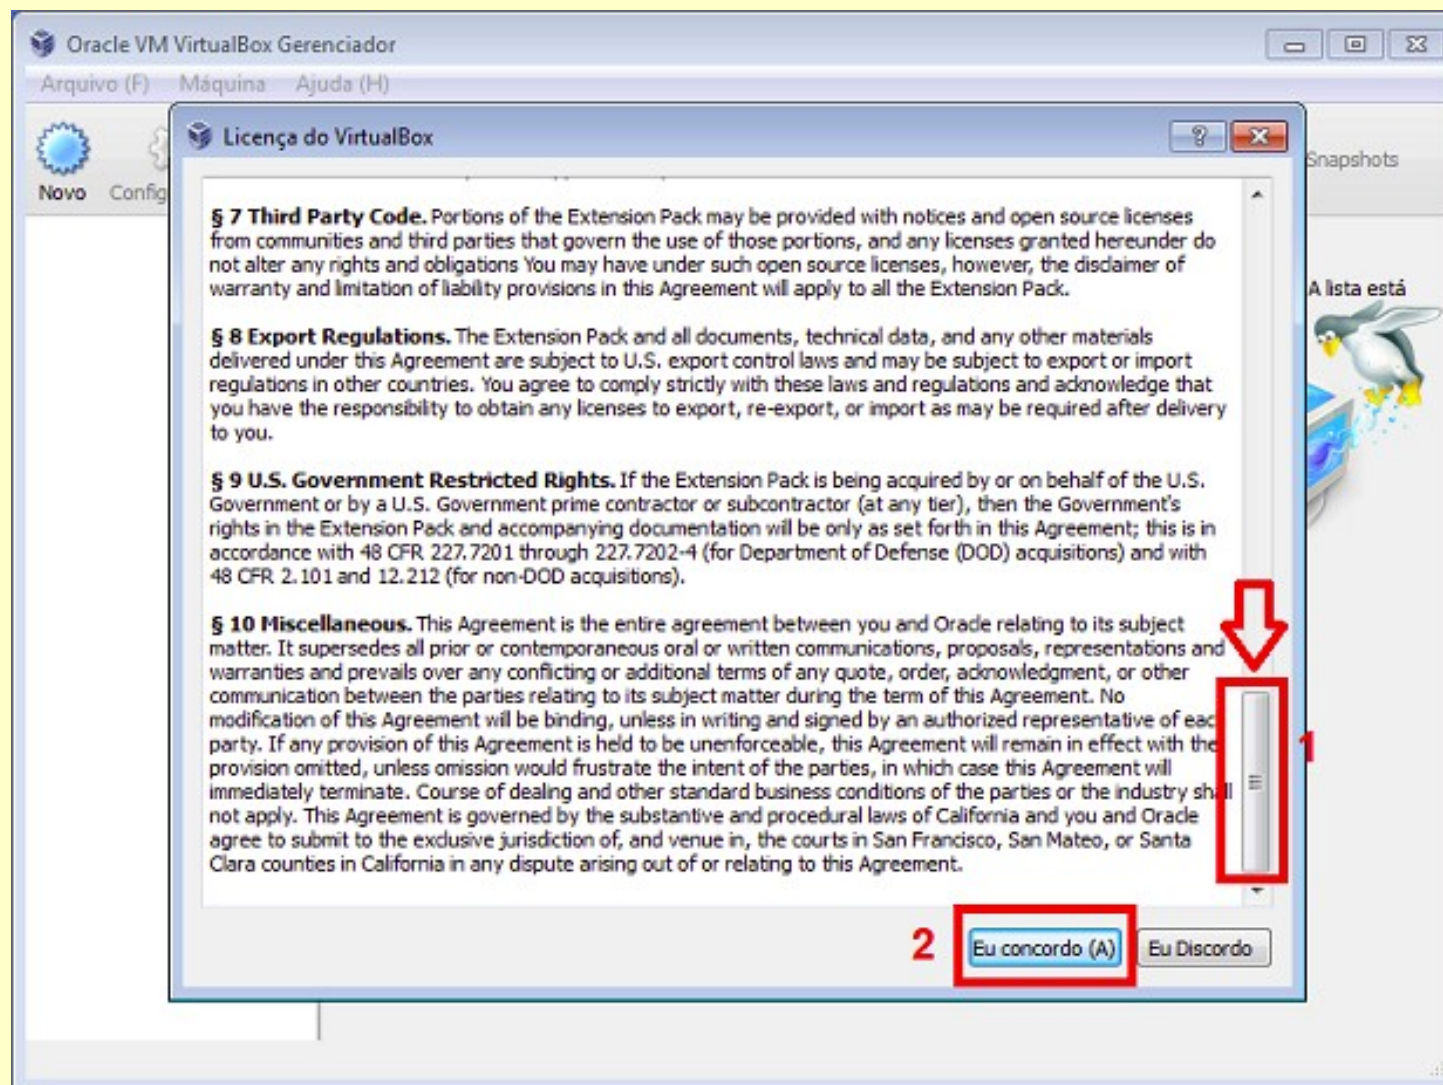 Oracle VM VirtualBox Gerenciador
Arquivo (F) Máquina Ajuda (H)
Licença do VirtualBox
Novo Config
Snapshots
§ 7 Third Party Code. Portions of the Extension Pack may be provided with notices and open source licenses
from communities and third parties that govern the use of those portions, and any licenses granted hereunder do
not alter any rights and obligations You may have under such open source licenses, however, the disclaimer of
warranty and limitation of liability provisions in this Agreement will apply to all the Extension Pack.
A lista está
§ 8 Export Regulations. The Extension Pack and all documents, technical data, and any other materials
delivered under this Agreement are subject to U.S. export control laws and may be subject to export or import
regulations in other countries. You agree to comply strictly with these laws and regulations and acknowledge that
you have the responsibility to obtain any licenses to export, re-export, or import as may be required after delivery
to you.
§ 9 U.S. Government Restricted Rights. If the Extension Pack is being acquired by or on behalf of the U.S.
Government or by a U.S. Government prime contractor or subcontractor (at any tier), then the Government's
rights in the Extension Pack and accompanying documentation will be only as set forth in this Agreement; this is in
accordance with 48 CFR 227.7201 through 227.7202-4 (for Department of Defense (DOD) acquisitions) and with
48 CFR 2.101 and 12.212 (for non-DOD acquisitions).
§ 10 Miscellaneous. This Agreement is the entire agreement between you and Oracle relating to its subject
matter. It supersedes all prior or contemporaneous oral or written communications, proposals, representations and
warranties and prevails over any conflicting or additional terms of any quote, order, acknowledgment, or other
communication between the parties relating to its subject matter during the term of this Agreement. No
modification of this Agreement will be binding, unless in writing and signed by an authorized representative of each
party. If any provision of this Agreement is held to be unenforceable, this Agreement will remain in effect with the
provision omitted, unless omission would frustrate the intent of the parties, in which case this Agreement will
immediately terminate. Course of dealing and other standard business conditions of the parties or the industry shall
not apply. This Agreement is governed by the substantive and procedural laws of California and you and Oracle
agree to submit to the exclusive jurisdiction of, and venue in, the courts in San Francisco, San Mateo, or Santa
Clara counties in California in any dispute arising out of or relating to this Agreement.
1
2 Eu concordo (A) Eu Discordo